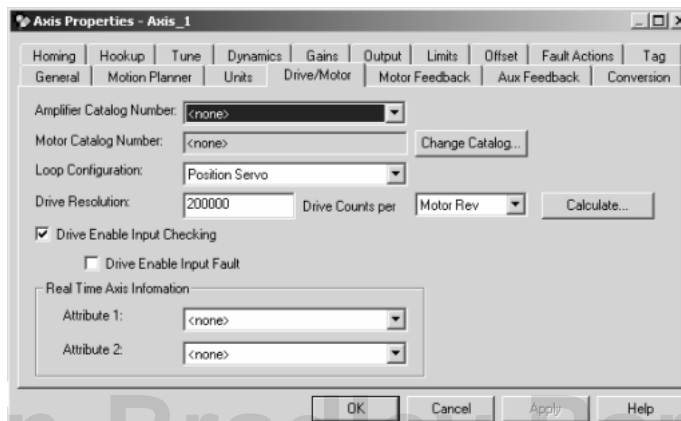 Axis Properties - Axis_1
Homing Hookup Tune Dynamics Gains Output Limits Offset Fault Actions Tag
General Motion Planner Units Drive/Motor Motor Feedback Aux Feedback Conversion
Amplifier Catalog Number: <none>
Motor Catalog Number: <none> Change Catalog...
Loop Configuration: Position Servo
Drive Resolution: 200000 Drive Counts per Motor Rev Calculate...
Drive Enable Input Checking
Drive Enable Input Fault
Real Time Axis Infomation
Attribute 1: <none>
Attribute 2: <none>
OK Cancel Apply Help